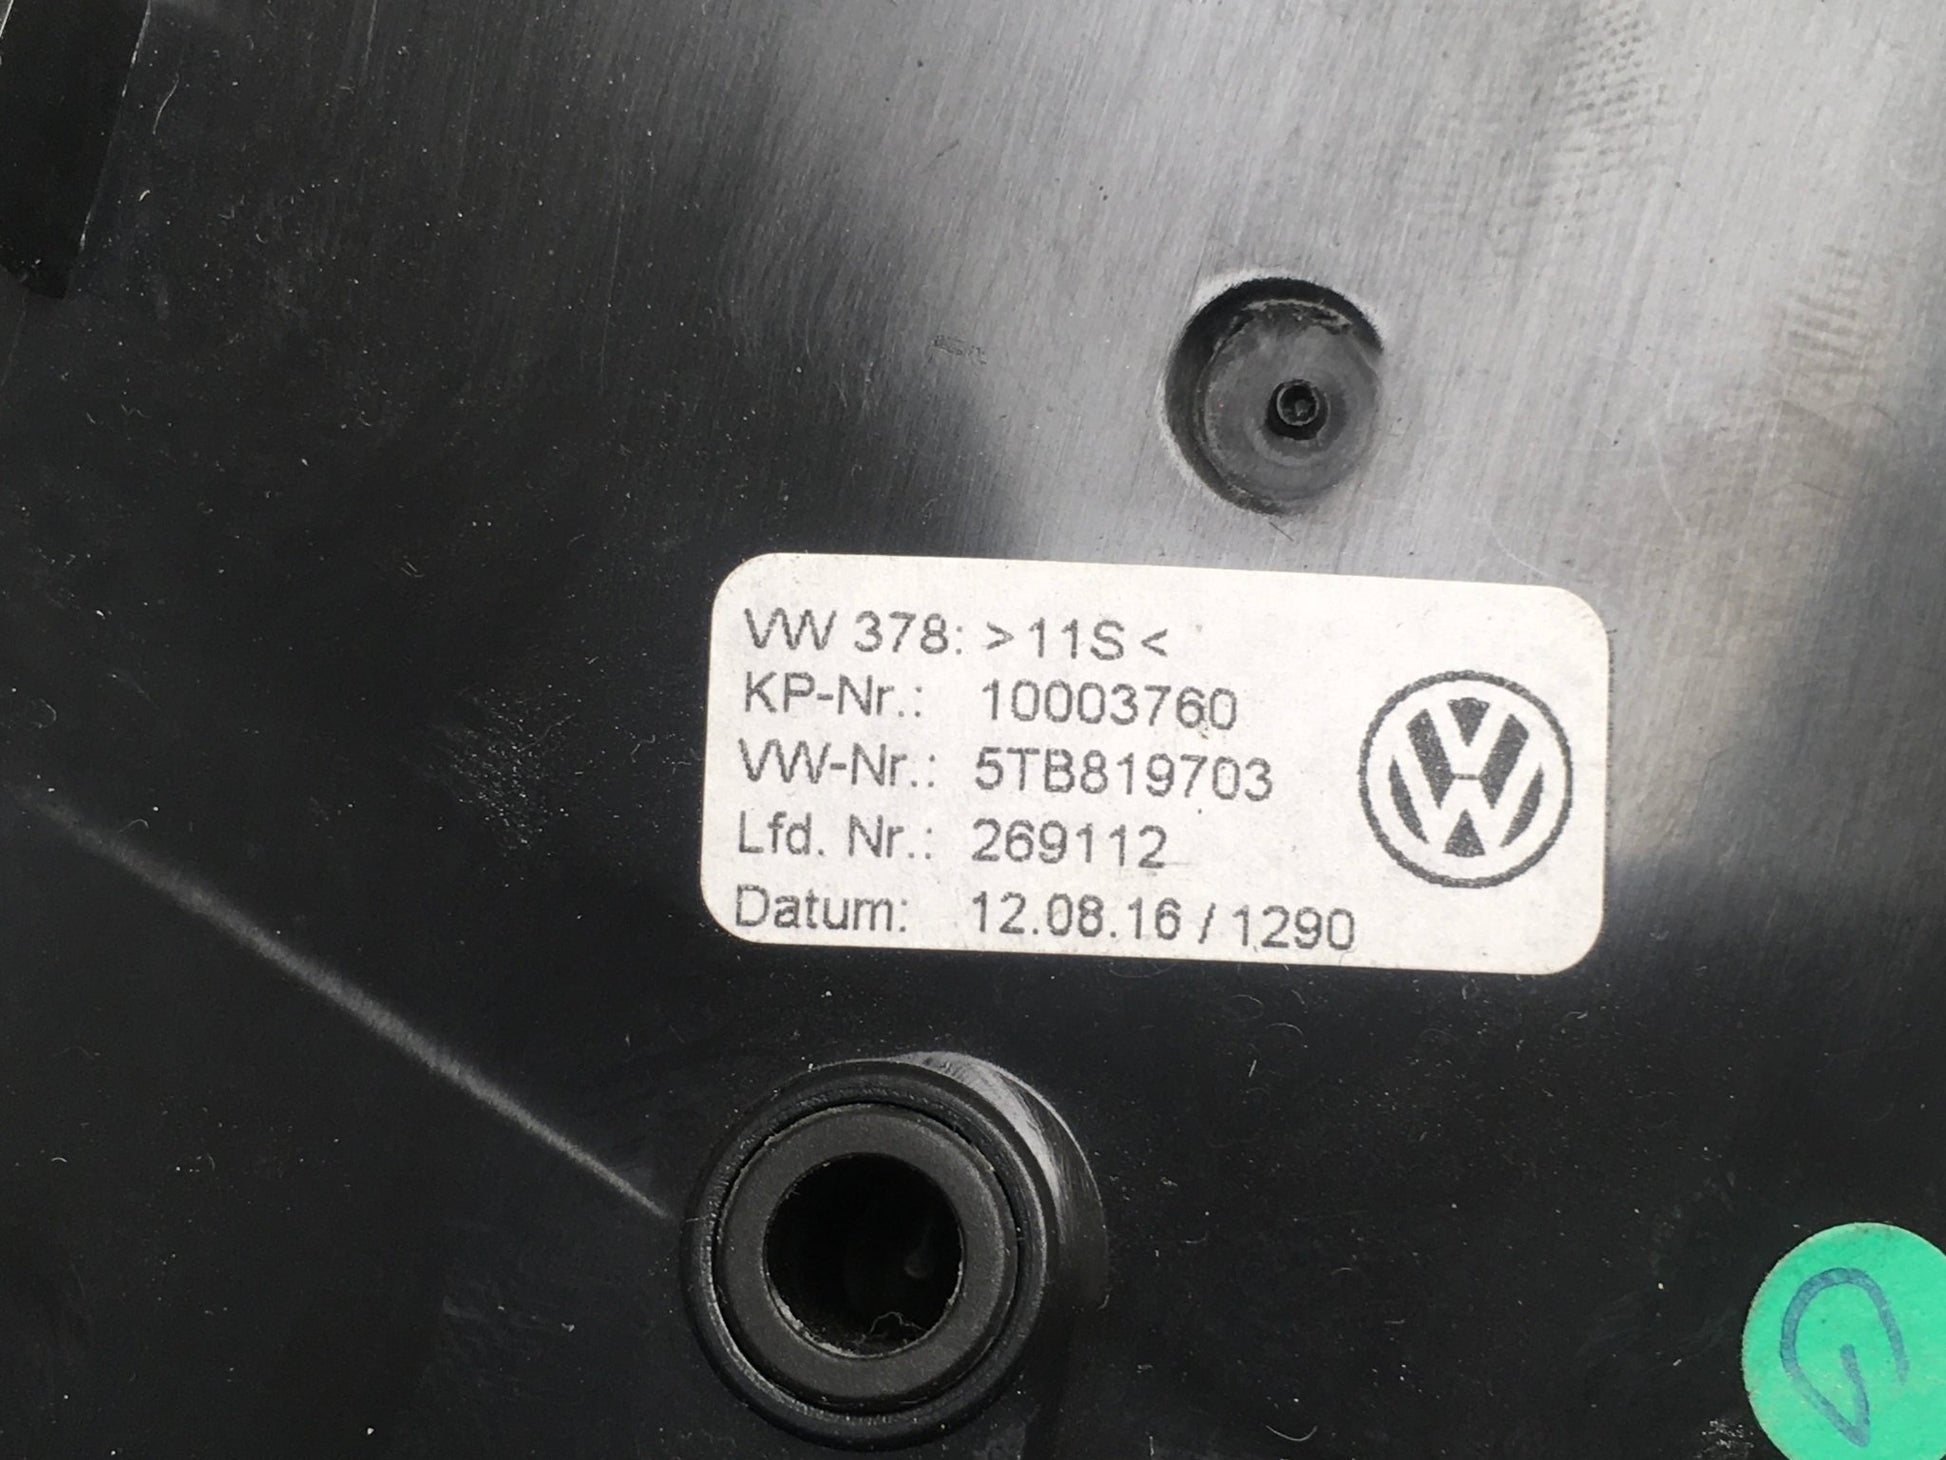 VW 378: >11S<
KP-Nr.: 10003760
VW-Nr.: 5TB819703
Lfd. Nr.: 269112
Datum: 12.08.16 / 1290